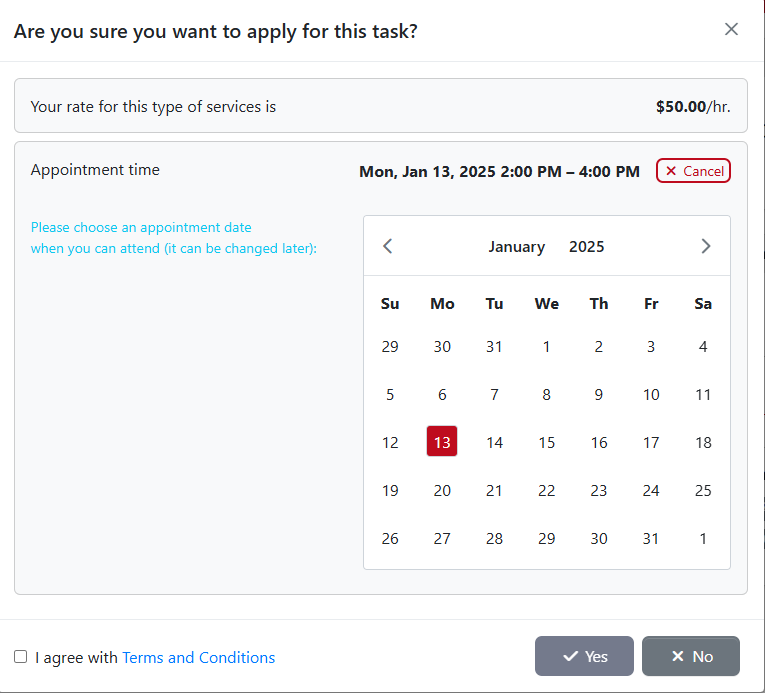 Are you sure you want to apply for this task?
Your rate for this type of services is $50.00/hr.
Appointment time Mon, Jan 13, 2025 2:00 PM – 4:00 PM Cancel
Please choose an appointment date
when you can attend (it can be changed later):
January 2025
Su Mo Tu We Th Fr Sa
29 30 31 1 2 3 4
5 6 7 8 9 10 11
12 13 14 15 16 17 18
19 20 21 22 23 24 25
26 27 28 29 30 31 1
I agree with Terms and Conditions Yes No